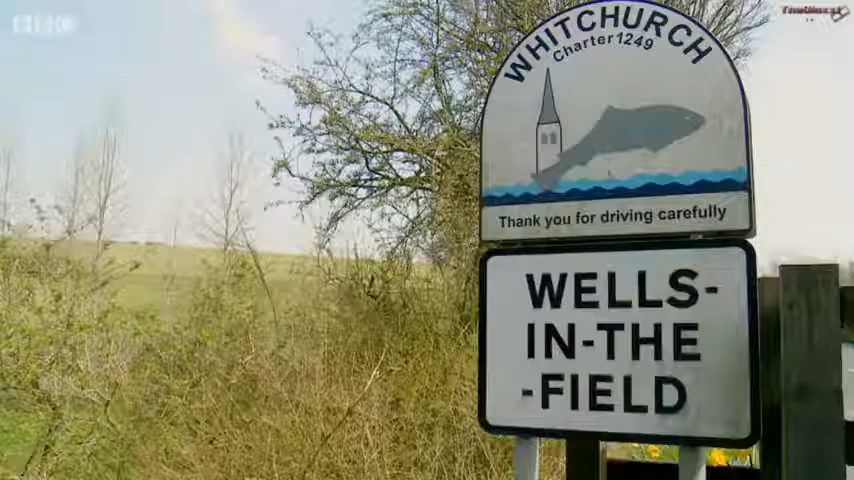 BBC
WHITCHURCH
Charter 1249
Thank you for driving carefully
WELLS-
IN-THE
-FIELD